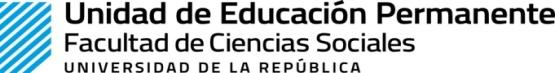 Unidad de Educación Permanente
Facultad de Ciencias Sociales
UNIVERSIDAD DE LA REPÚBLICA